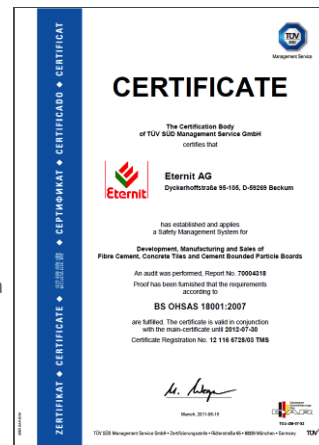 TÜV
SÜD
Management Service
CERTIFICATE
The Certification Body
of TÜV SÜD Management Service GmbH
certifies that
Eternit
Eternit AG
Dyckerhoffstraße 95-105, D-59269 Beckum
has established and applies
a Safety Management System for
Development, Manufacturing and Sales of
Fibre Cement, Concrete Tiles and Cement Bounded Particle Boards
An audit was performed, Report No. 70004318
Proof has been furnished that the requirements
according to
BS OHSAS 18001:2007
are fulfilled. The certificate is valid in conjunction
with the main-certificate until 2012-07-30
Certificate Registration No. 12 116 6728/03 TMS
Munich, 2011-08-15
TÜV SÜD Management Service GmbH • Zertifizierungsstelle • Ridlerstraße 65 • 80339 München • Germany
TÜV
ZERTIFIKAT ◆ CERTIFICATE ◆
◆ СЕРТИФИКАТ ◆ CERTIFICADO ◆ CERTIFICAT